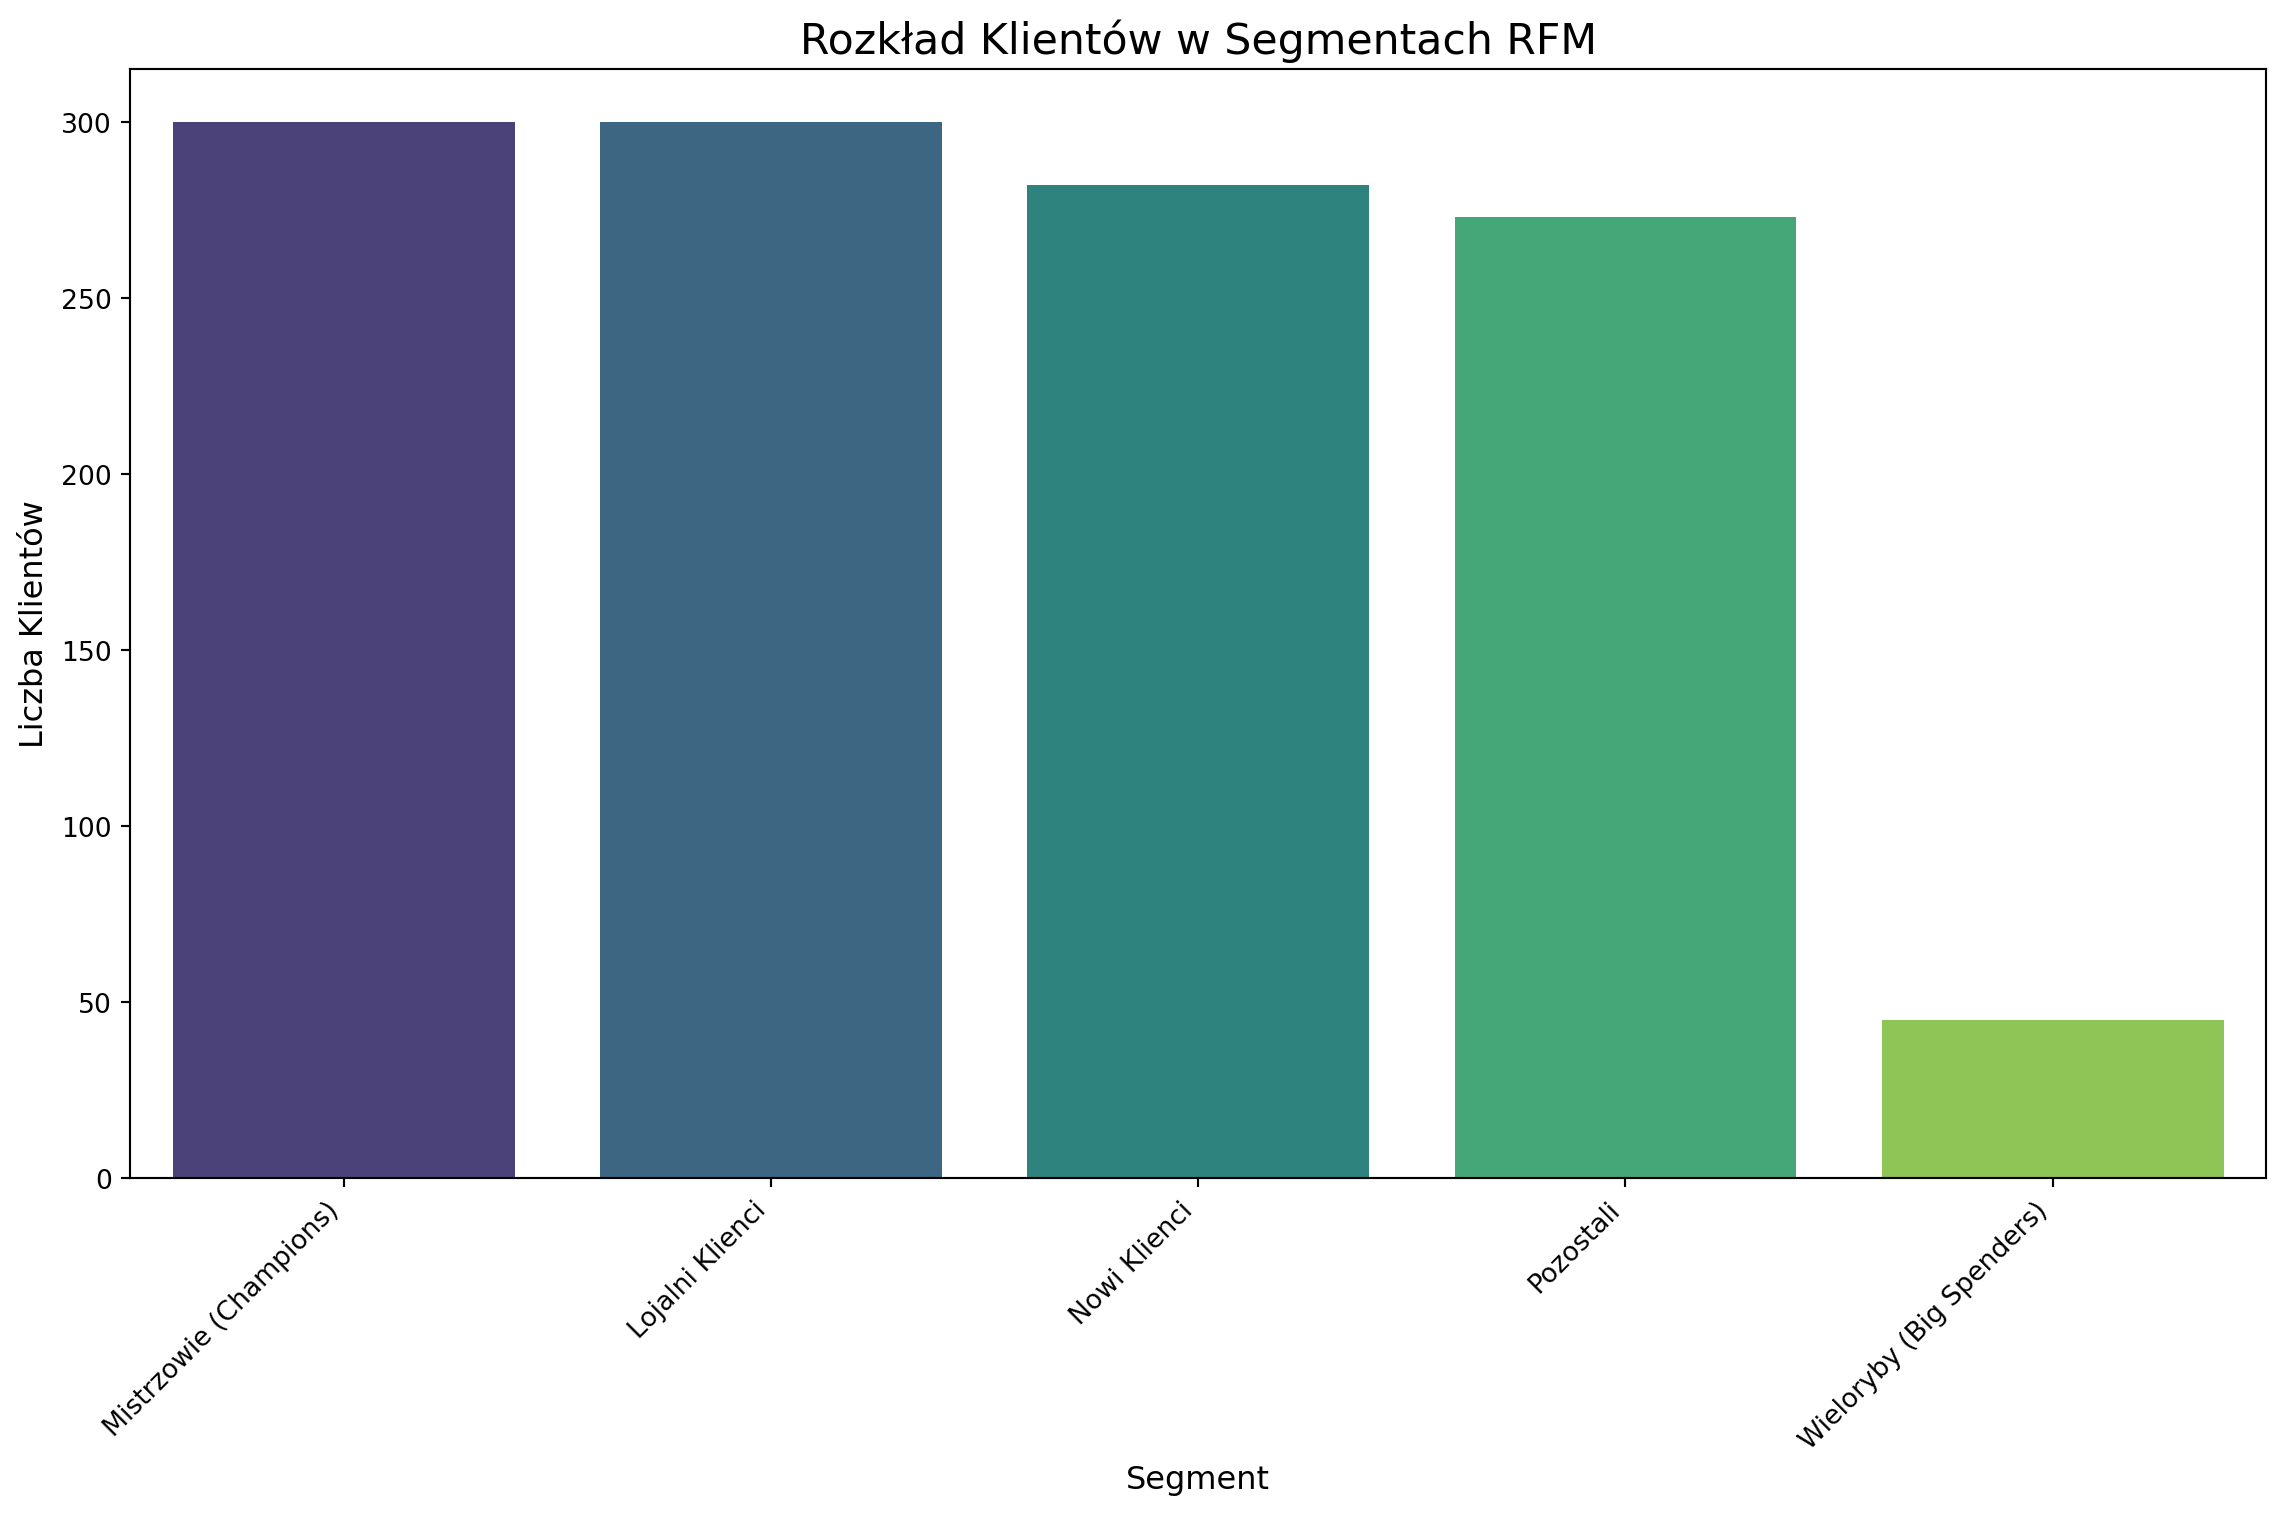 Rozkład Klientów w Segmentach RFM
Liczba Klientów
300
250
200
150
100
50
0
Mistrzowie (Champions)
Lojalni Klienci
Nowi Klienci
Pozostali
Wieloryby (Big Spenders)
Segment